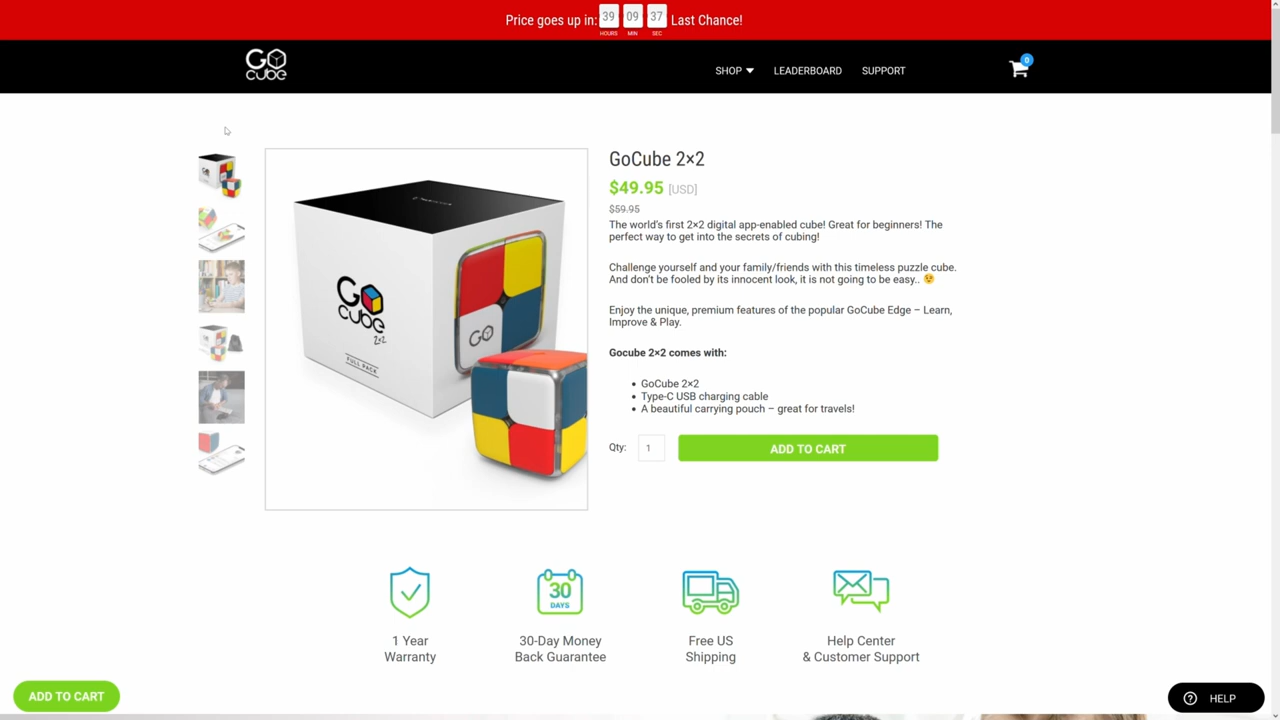 Price goes up in: 39 09 37 Last Chance!
HOURS MIN SEC
GO cube
SHOP LEADERBOARD SUPPORT
0
GoCube 2×2
$49.95 [USD]
$59.95
The world's first 2×2 digital app-enabled cube! Great for beginners! The
perfect way to get into the secrets of cubing!
Challenge yourself and your family/friends with this timeless puzzle cube.
And don't be fooled by its innocent look, it is not going to be easy.. 😉
Enjoy the unique, premium features of the popular GoCube Edge – Learn,
Improve & Play.
Gocube 2×2 comes with:
• GoCube 2×2
• Type-C USB charging cable
• A beautiful carrying pouch – great for travels!
Qty: 1 ADD TO CART
GO
cube
2x2
FULL PACK
GO
30
DAYS
1 Year
Warranty
30-Day Money
Back Guarantee
Free US
Shipping
Help Center
& Customer Support
ADD TO CART
? HELP